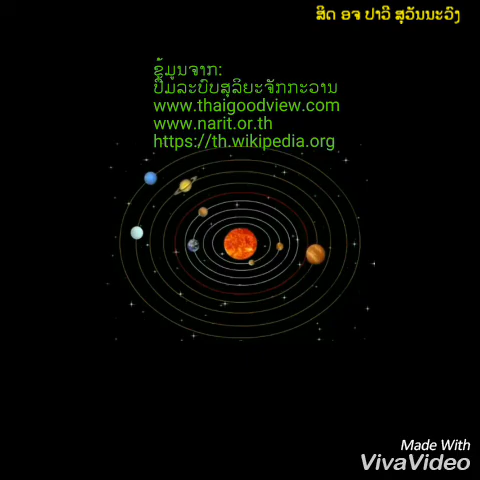 ສິດ ອຈ ປາວີ ສຸວັນນະວົງ
ຂໍ້ມູນຈາກ:
ປຶ້ມລະບົບສຸລິຍະຈັກກະວານ
www.thaigoodview.com
www.narit.or.th
https://th.wikipedia.org
Made With
VivaVideo